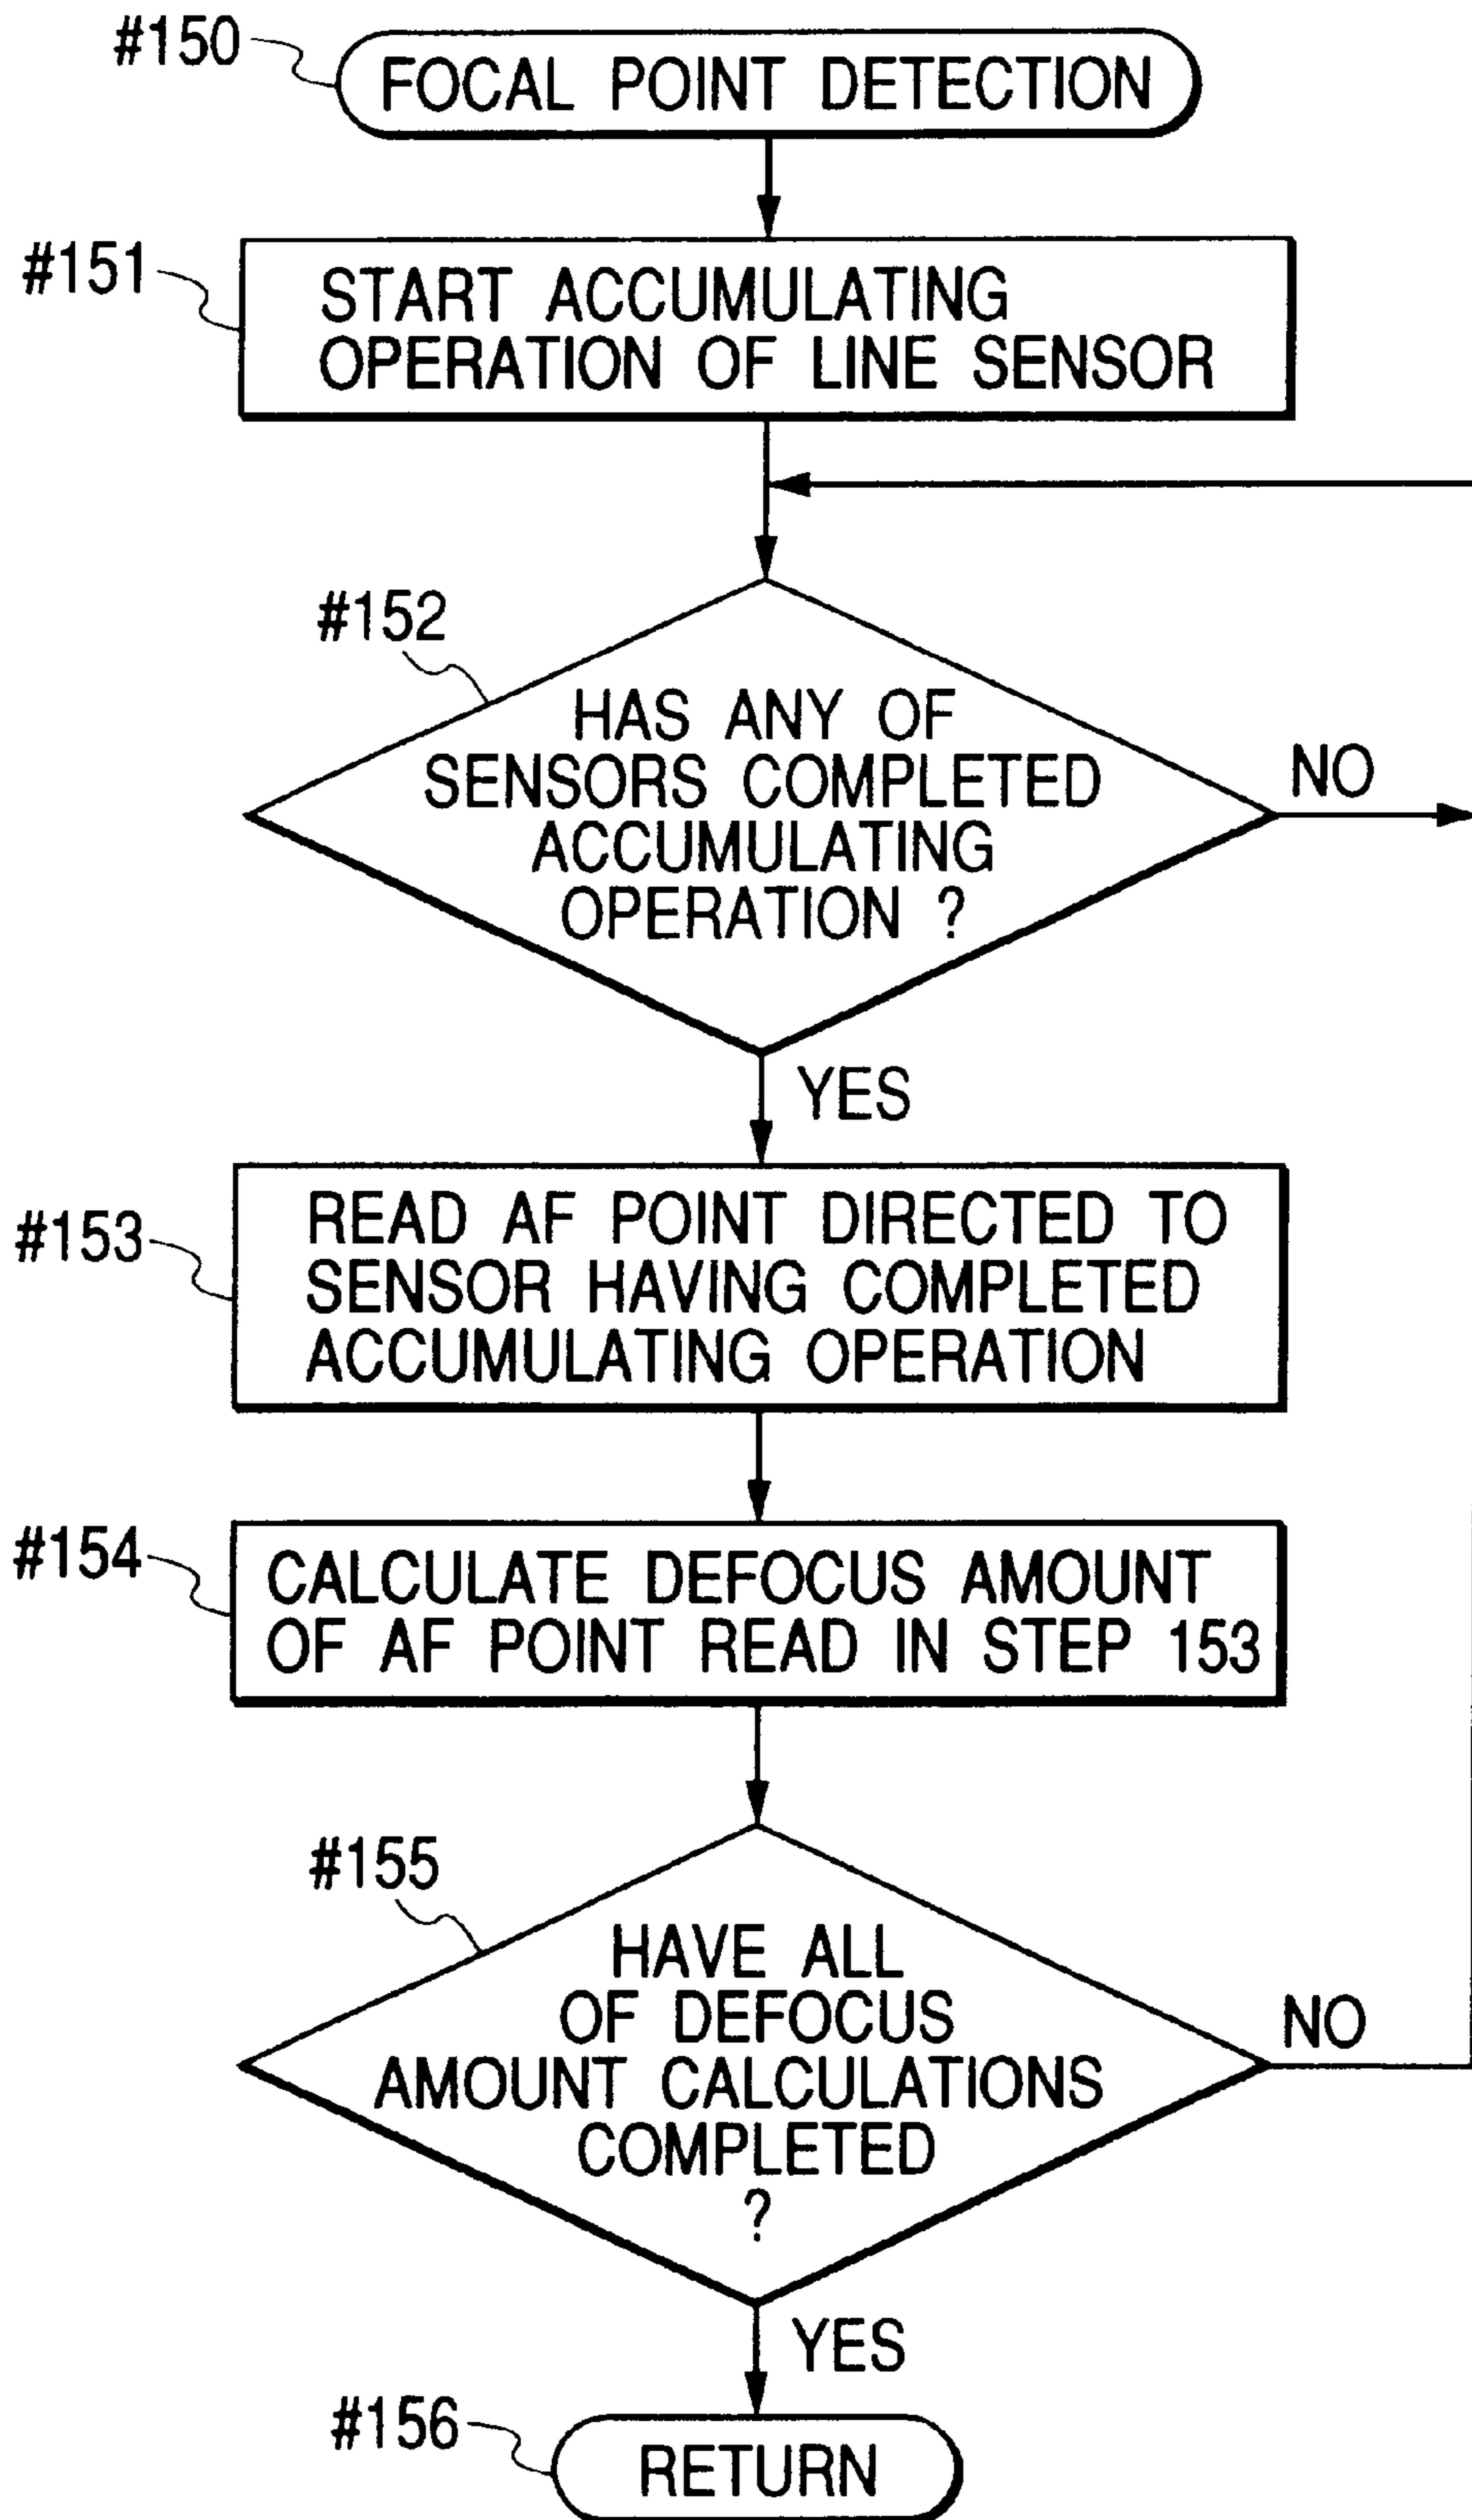 #150
FOCAL POINT DETECTION
#151
START ACCUMULATING
OPERATION OF LINE SENSOR
#152
HAS ANY OF
SENSORS COMPLETED
ACCUMULATING
OPERATION ?
NO
YES
#153
READ AF POINT DIRECTED TO
SENSOR HAVING COMPLETED
ACCUMULATING OPERATION
#154
CALCULATE DEFOCUS AMOUNT
OF AF POINT READ IN STEP 153
#155
HAVE ALL
OF DEFOCUS
AMOUNT CALCULATIONS
COMPLETED
?
NO
YES
#156
RETURN